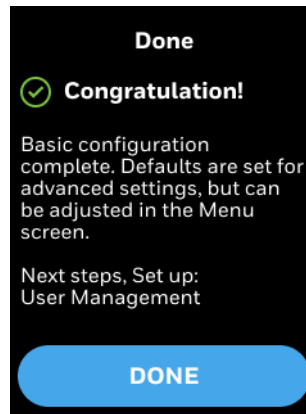 Done
Congratulation!
Basic configuration
complete. Defaults are set for
advanced settings, but can
be adjusted in the Menu
screen.
Next steps, Set up:
User Management
DONE